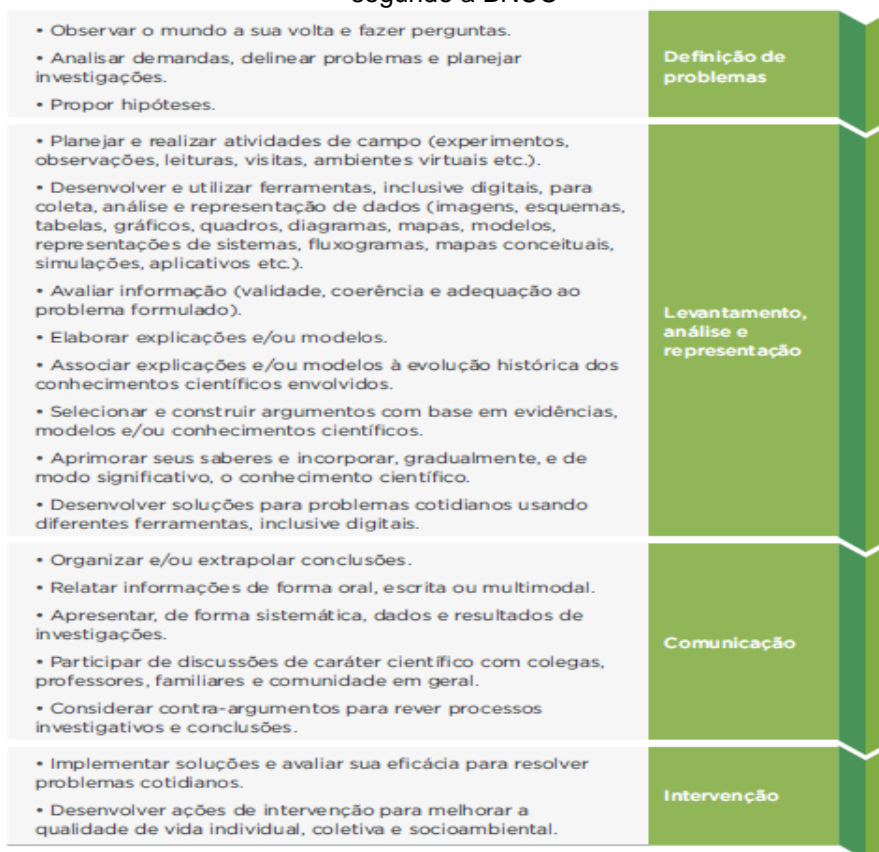 segundo a BNCC
• Observar o mundo a sua volta e fazer perguntas.
• Analisar demandas, delinear problemas e planejar
investigações.
• Propor hipóteses.
Definição de
problemas
• Planejar e realizar atividades de campo (experimentos,
observações, leituras, visitas, ambientes virtuais etc.).
• Desenvolver e utilizar ferramentas, inclusive digitais, para
coleta, análise e representação de dados (imagens, esquemas,
tabelas, gráficos, quadros, diagramas, mapas, modelos,
representações de sistemas, fluxogramas, mapas conceituais,
simulações, aplicativos etc.).
• Avaliar informação (validade, coerência e adequação ao
problema formulado).
• Elaborar explicações e/ou modelos.
• Associar explicações e/ou modelos à evolução histórica dos
conhecimentos científicos envolvidos.
• Selecionar e construir argumentos com base em evidências,
modelos e/ou conhecimentos científicos.
• Aprimorar seus saberes e incorporar, gradualmente, e de
modo significativo, o conhecimento científico.
• Desenvolver soluções para problemas cotidianos usando
diferentes ferramentas, inclusive digitais.
Levantamento,
análise e
representação
• Organizar e/ou extrapolar conclusões.
• Relatar informações de forma oral, escrita ou multimodal.
• Apresentar, de forma sistemática, dados e resultados de
investigações.
• Participar de discussões de caráter científico com colegas,
professores, familiares e comunidade em geral.
• Considerar contra-argumentos para rever processos
investigativos e conclusões.
Comunicação
• Implementar soluções e avaliar sua eficácia para resolver
problemas cotidianos.
• Desenvolver ações de intervenção para melhorar a
qualidade de vida individual, coletiva e socioambiental.
Intervenção